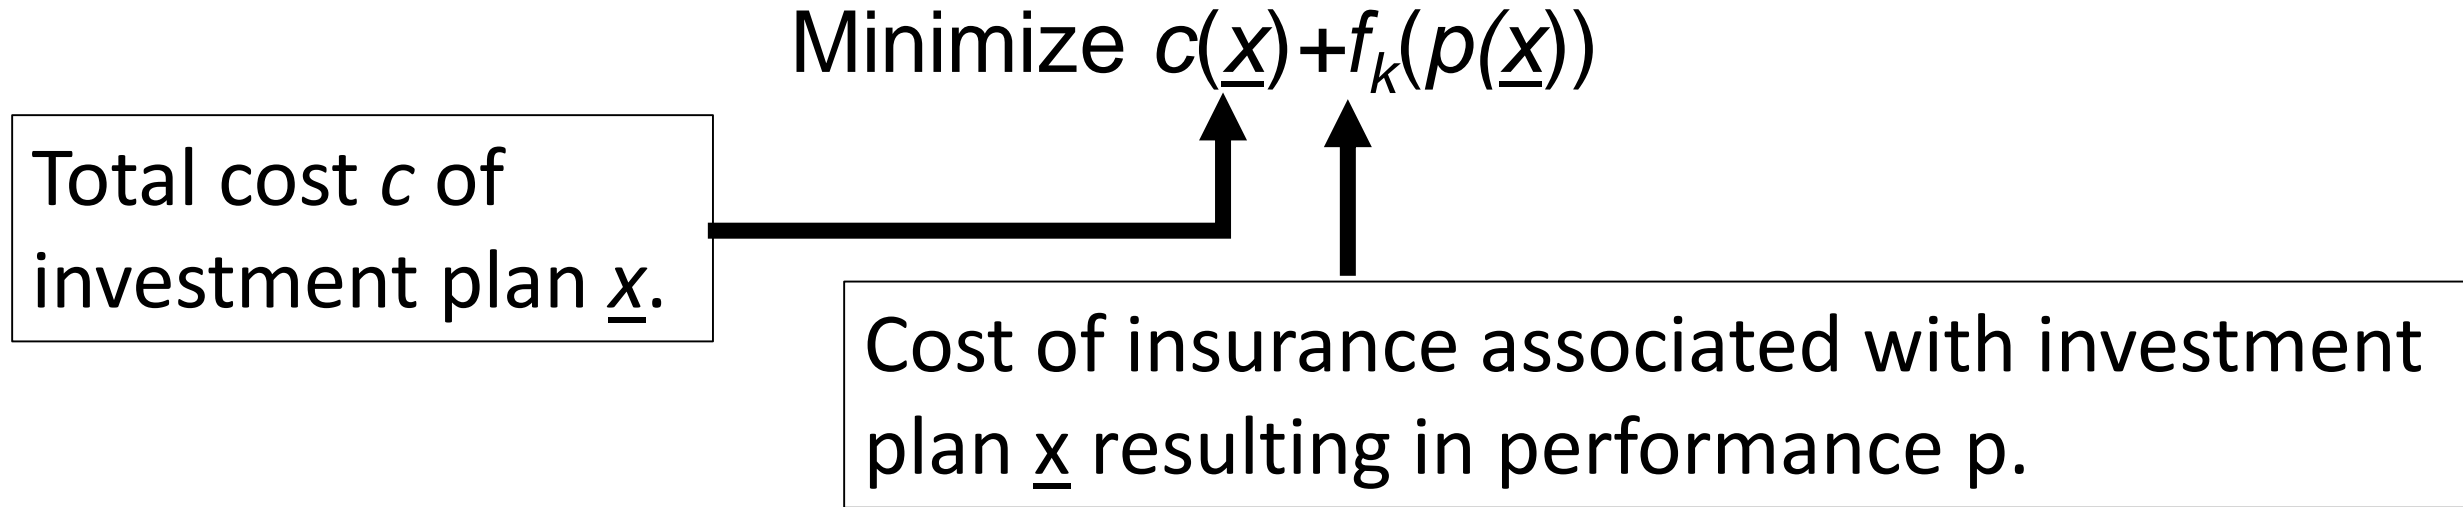 Minimize c(x)+fk(p(x))
Total cost c of
investment plan x.
Cost of insurance associated with investment
plan x resulting in performance p.